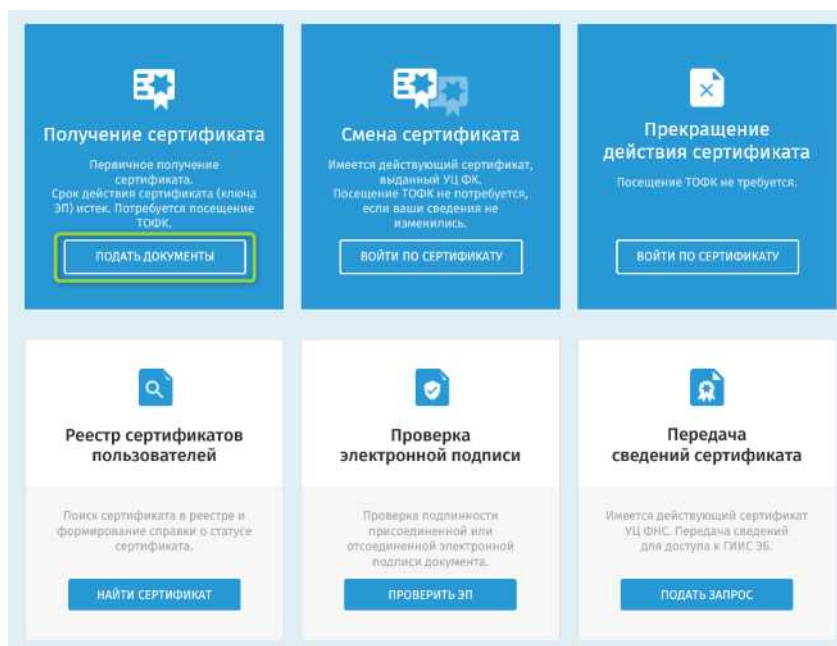 Получение сертификата
Первичное получение
сертификата.
Срок действия сертификата (ключа
ЭП) истек. Потребуется посещение
ТОФК.
ПОДАТЬ ДОКУМЕНТЫ
Смена сертификата
Имеется действующий сертификат,
выданный УЦ ФК.
Посещение ТОФК не потребуется,
если ваши сведения не
изменились.
ВОЙТИ ПО СЕРТИФИКАТУ
Прекращение
действия сертификата
Посещение ТОФК не требуется.
ВОЙТИ ПО СЕРТИФИКАТУ
Реестр сертификатов
пользователей
Поиск сертификата в реестре и
формирование справки о статусе
сертификата.
НАЙТИ СЕРТИФИКАТ
Проверка
электронной подписи
Проверка подлинности
присоединенной или
отсоединенной электронной
подписи документа.
ПРОВЕРИТЬ ЭП
Передача
сведений сертификата
Имеется действующий сертификат
УЦ ФНС. Передача сведений
для доступа к ГИИС ЭБ.
ПОДАТЬ ЗАПРОС